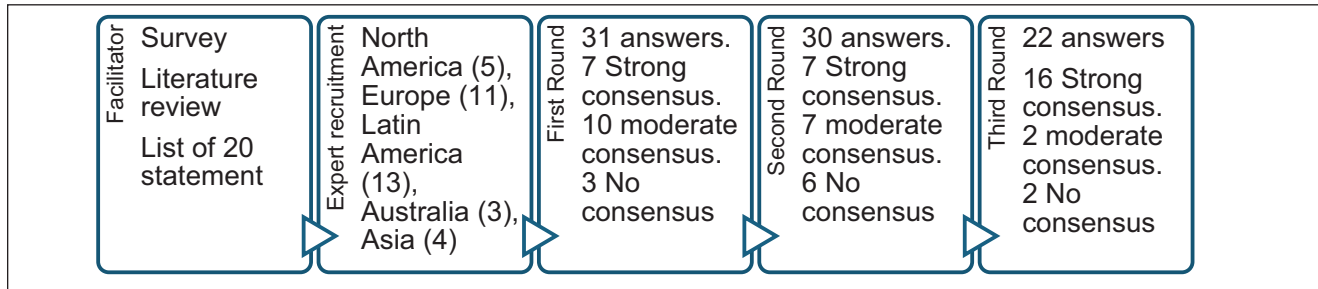 Facilitator
Survey
Literature
review
List of 20
statement
Expert recruitment
North
America (5),
Europe (11),
Latin
America
(13),
Australia (3),
Asia (4)
First Round
31 answers.
7 Strong
consensus.
10 moderate
consensus.
3 No
consensus
Second Round
30 answers.
7 Strong
consensus.
7 moderate
consensus.
6 No
consensus
Third Round
22 answers
16 Strong
consensus.
2 moderate
consensus.
2 No
consensus